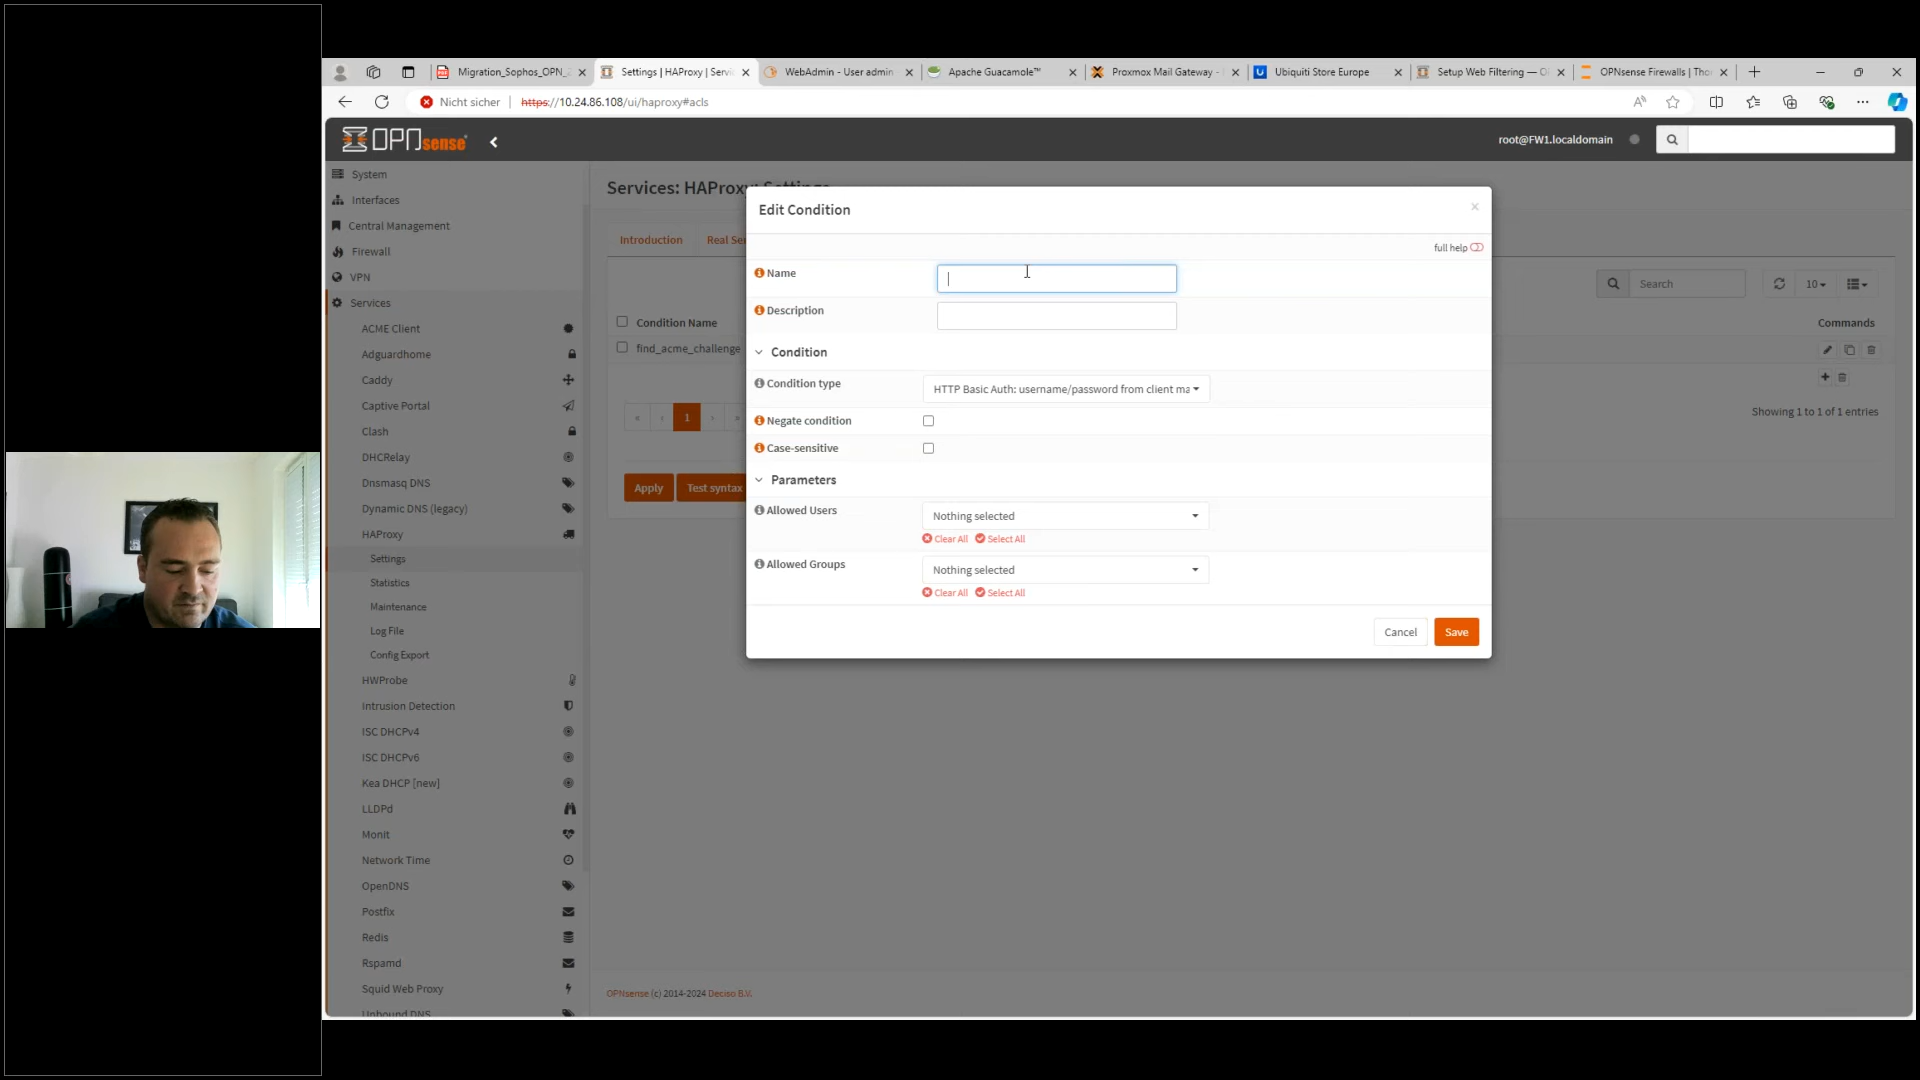 Migration_Sophos_OPN_
Settings | HAProxy | Servic
WebAdmin - User admin
Apache Guacamole™
Proxmox Mail Gateway -
Ubiquiti Store Europe
Setup Web Filtering —
OPNsense Firewalls | Tho
Nicht sicher
https://10.24.86.108/ui/haproxy#acls
OPNsense
root@FW1.localdomain
System
Interfaces
Central Management
Firewall
VPN
Services
ACME Client
Adguardhome
Caddy
Captive Portal
Clash
DHCRelay
Dnsmasq DNS
Dynamic DNS (legacy)
HAProxy
Settings
Statistics
Maintenance
Log File
Config Export
HWProbe
Intrusion Detection
ISC DHCPv4
ISC DHCPv6
Kea DHCP [new]
LLDPd
Monit
Network Time
OpenDNS
Postfix
Redis
Rspamd
Squid Web Proxy
Unbound DNS
Services: HAProxy: Settings
Introduction
Real Se
Search
10
Condition Name
Commands
find_acme_challenge
« ‹ 1 › »
Showing 1 to 1 of 1 entries
Apply
Test syntax
Edit Condition
×
full help
Name
Description
Condition
Condition type
HTTP Basic Auth: username/password from client ma
Negate condition
Case-sensitive
Parameters
Allowed Users
Nothing selected
Clear All
Select All
Allowed Groups
Nothing selected
Clear All
Select All
Cancel
Save
OPNsense (c) 2014-2024 Deciso B.V.